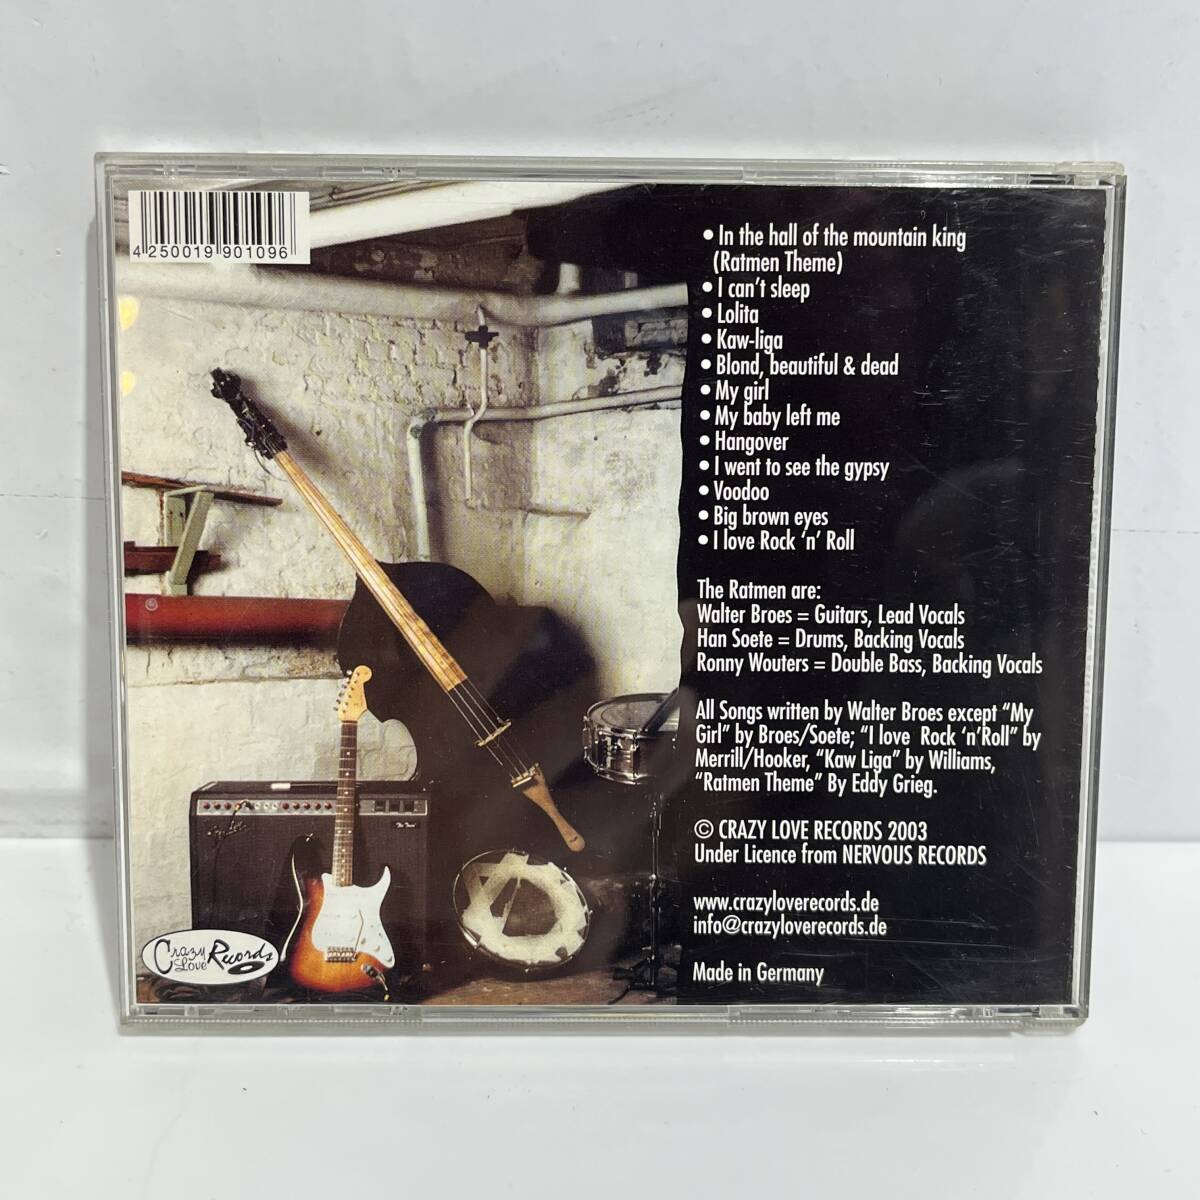 4 250019 901096
• In the hall of the mountain king
(Ratmen Theme)
• I can't sleep
• Lolita
• Kaw-liga
• Blond, beautiful & dead
• My girl
• My baby left me
• Hangover
• I went to see the gypsy
• Voodoo
• Big brown eyes
• I love Rock 'n' Roll
The Ratmen are:
Walter Broes = Guitars, Lead Vocals
Han Soete = Drums, Backing Vocals
Ronny Wouters = Double Bass, Backing Vocals
All Songs written by Walter Broes except "My
Girl" by Broes/Soete; "I love Rock 'n'Roll" by
Merrill/Hooker, "Kaw Liga" by Williams,
"Ratmen Theme" By Eddy Grieg.
© CRAZY LOVE RECORDS 2003
Under Licence from NERVOUS RECORDS
www.crazyloverecords.de
info@crazyloverecords.de
Made in Germany
Crazy
Love Records